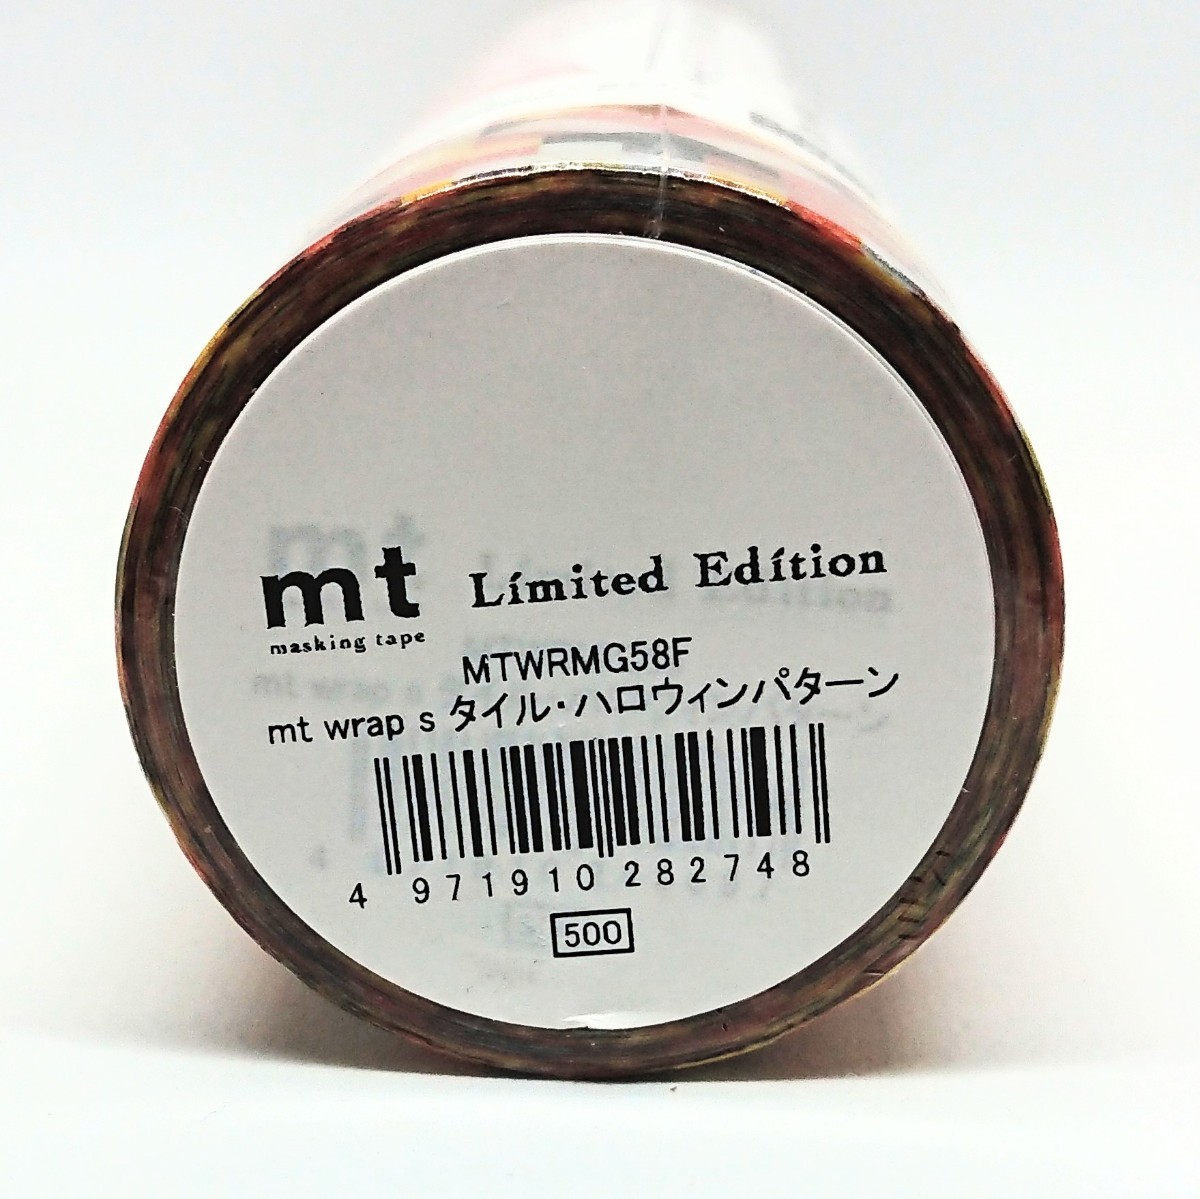 mt Limited Edition
masking tape
MTWRMG58F
mt wrap s タイル・ハロウィンパターン
4 971910 282748
500